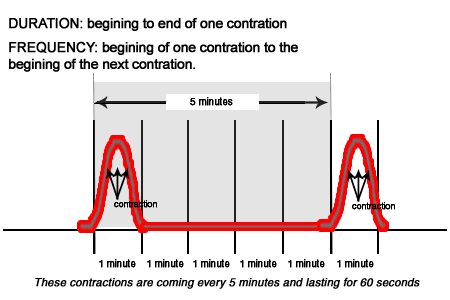 DURATION: begining to end of one contration
FREQUENCY: begining of one contration to the
begining of the next contration.
5 minutes
contraction
contraction
1 minute 1 minute 1 minute 1 minute 1 minute 1 minute
These contractions are coming every 5 minutes and lasting for 60 seconds